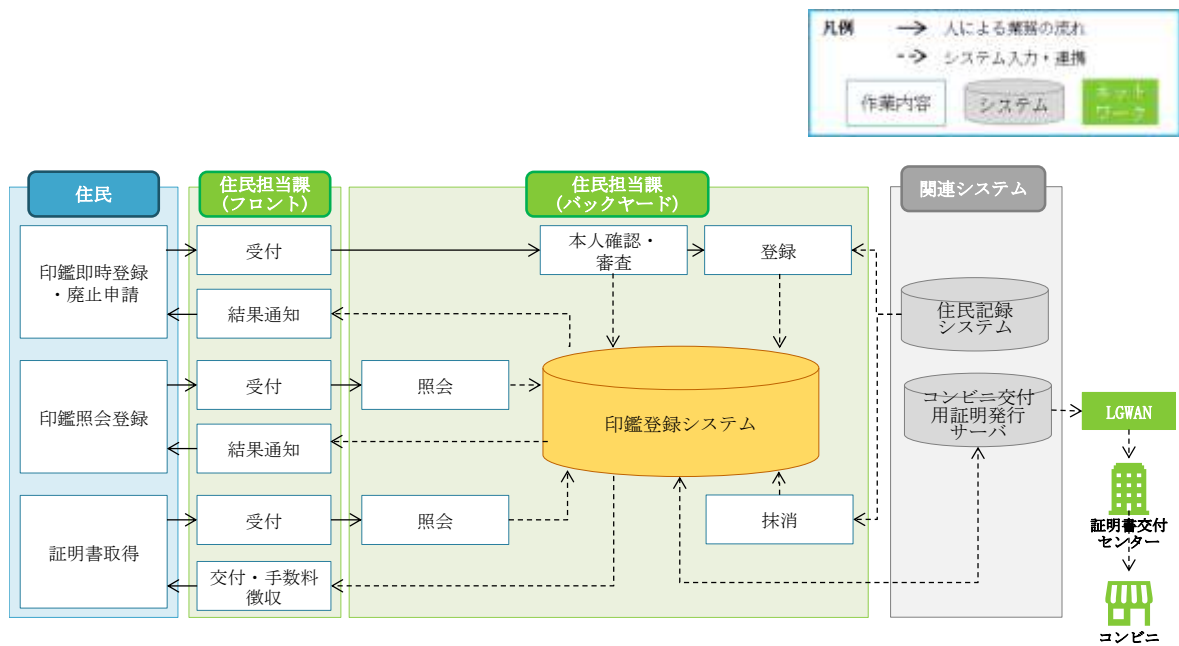 凡例
人による業務の流れ
システム入力・連携
作業内容
システム
ネット
ワーク
住民
住民担当課
(フロント)
住民担当課
(バックヤード)
関連システム
印鑑即時登録
・廃止申請
受付
本人確認・
審査
登録
結果通知
住民記録
システム
印鑑照会登録
受付
照会
印鑑登録システム
コンビニ交付
用証明発行
サーバ
LGWAN
結果通知
証明書取得
受付
照会
抹消
証明書交付
センター
交付・手数料
徴収
コンビニ